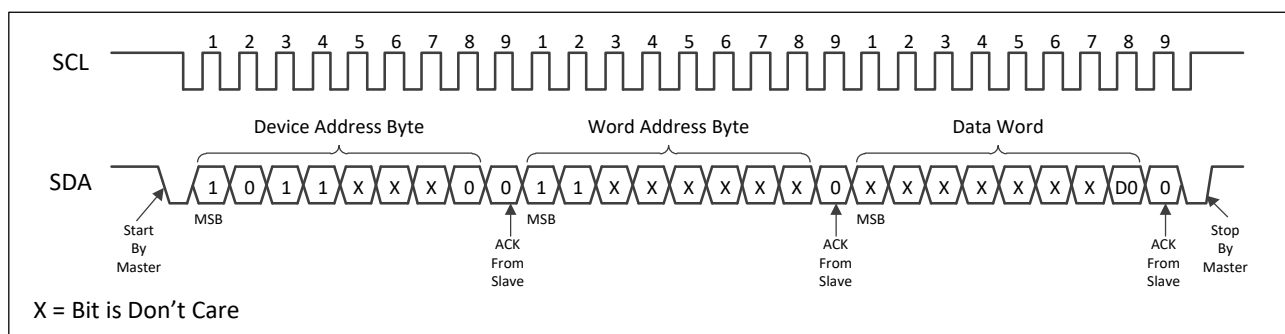 1 2 3 4 5 6 7 8 9 1 2 3 4 5 6 7 8 9 1 2 3 4 5 6 7 8 9
SCL
Device Address Byte Word Address Byte Data Word
SDA 1 0 1 1 X X X 0 0 1 1 X X X X X X 0 X X X X X X X D0 0
MSB MSB MSB
Start
By
Master
ACK
From
Slave
ACK
From
Slave
ACK
From
Slave
Stop
By
Master
X = Bit is Don’t Care